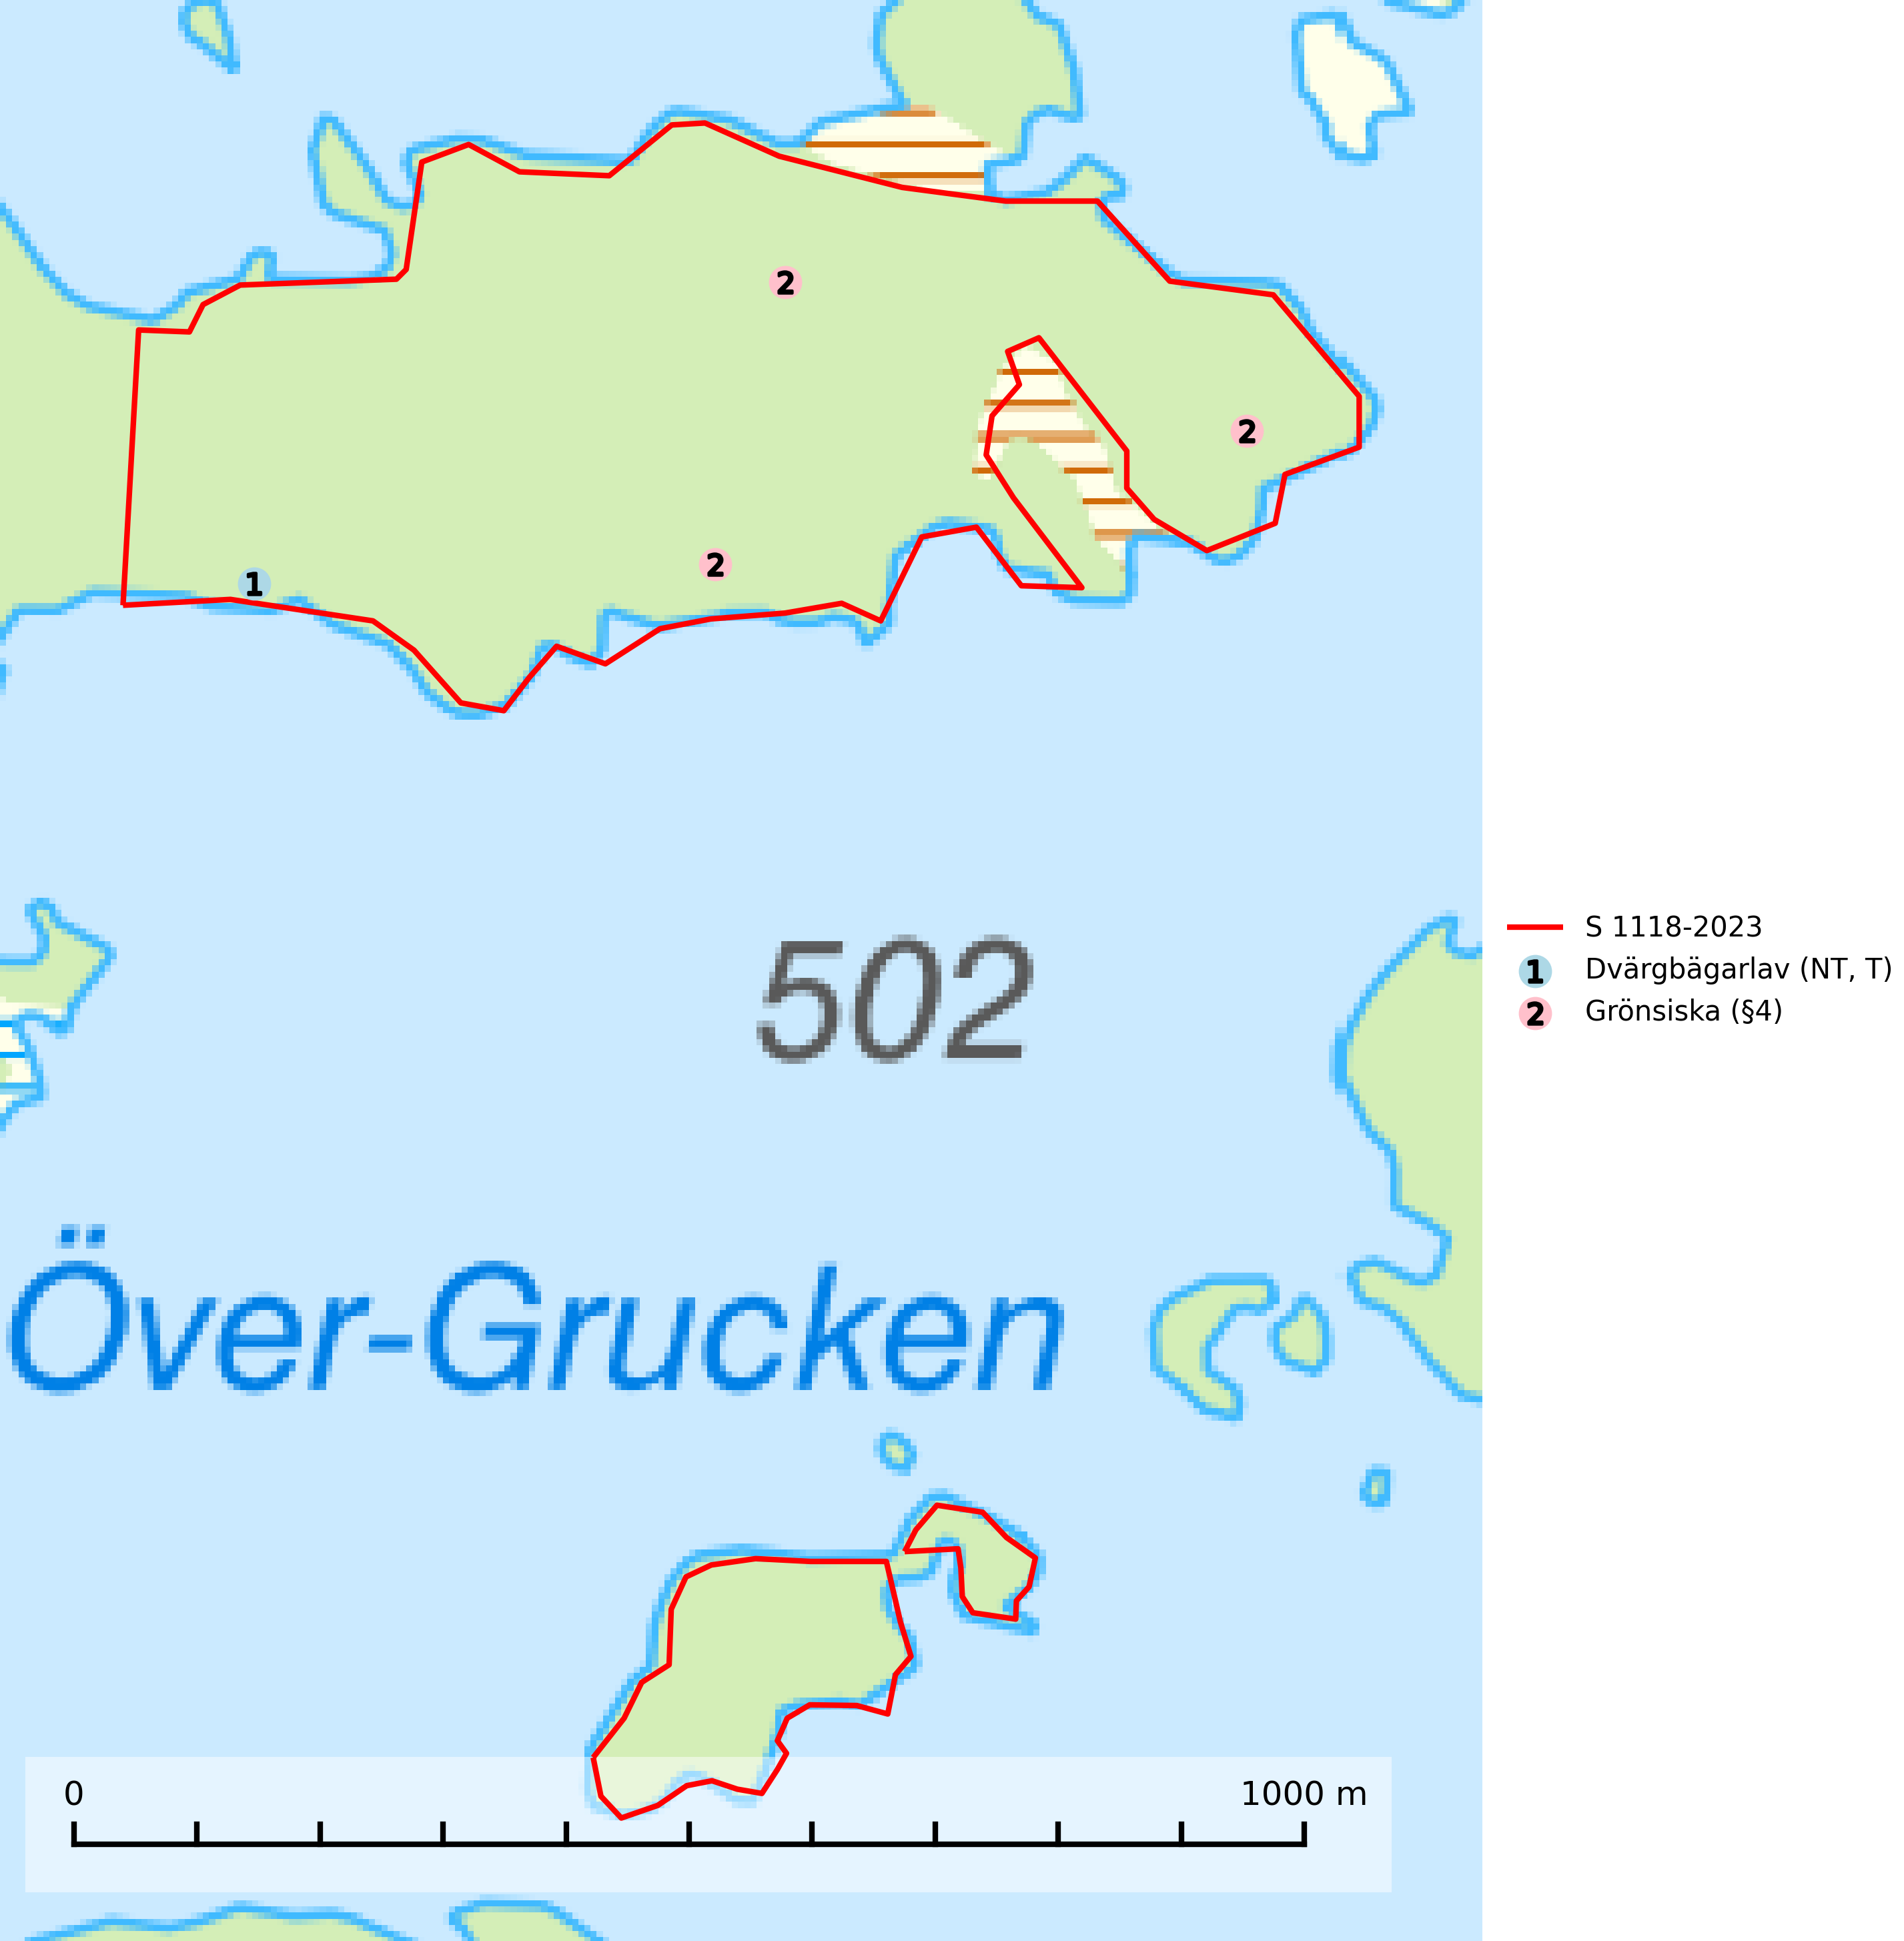 2
2
2
1
502
S 1118-2023
1 Dvärgbägarlav (NT, T)
2 Grönsiska (§4)
Över-Grucken
0 1000 m